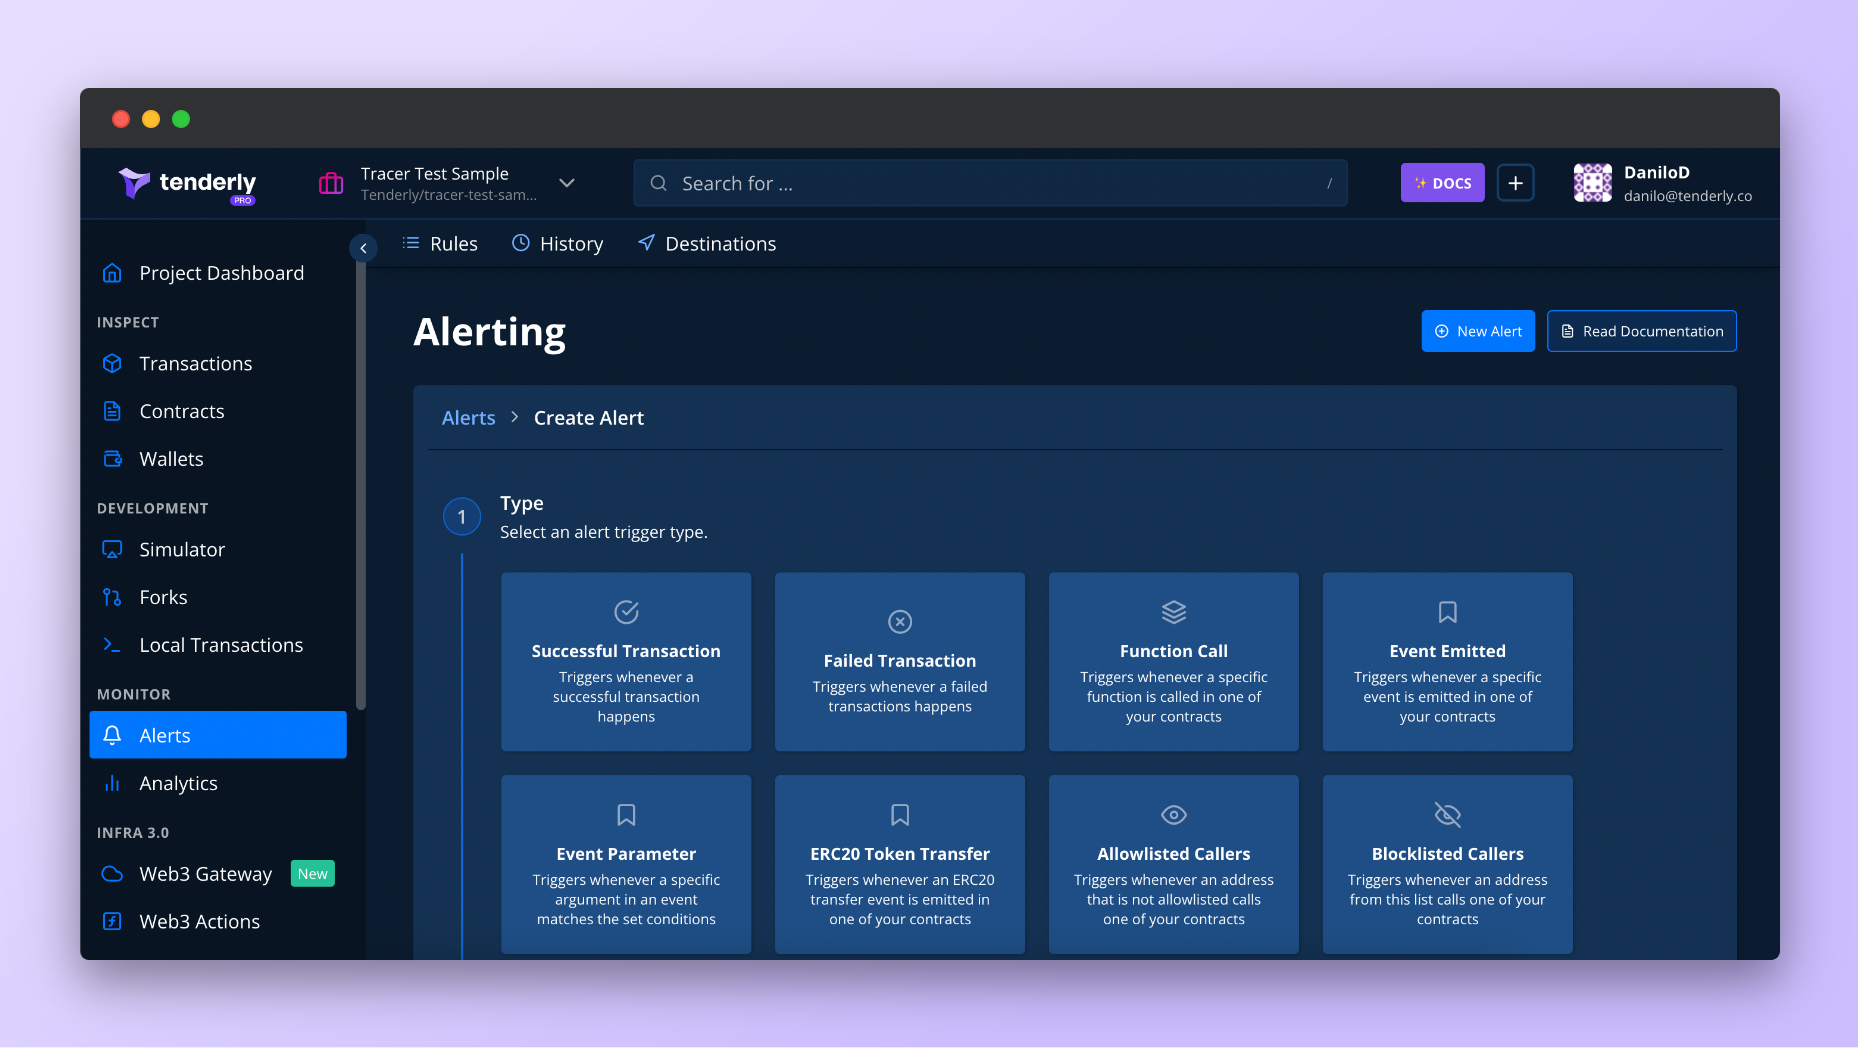 tenderly
PRO
Tracer Test Sample
Tenderly/tracer-test-sam...
Search for ...
/
DOCS
DaniloD
danilo@tenderly.co
Rules
History
Destinations
Project Dashboard
INSPECT
Transactions
Contracts
Wallets
DEVELOPMENT
Simulator
Forks
Local Transactions
MONITOR
Alerts
Analytics
INFRA 3.0
Web3 Gateway
New
Web3 Actions
Alerting
New Alert
Read Documentation
Alerts > Create Alert
1
Type
Select an alert trigger type.
Successful Transaction
Triggers whenever a
successful transaction
happens
Failed Transaction
Triggers whenever a failed
transactions happens
Function Call
Triggers whenever a specific
function is called in one of
your contracts
Event Emitted
Triggers whenever a specific
event is emitted in one of
your contracts
Event Parameter
Triggers whenever a specific
argument in an event
matches the set conditions
ERC20 Token Transfer
Triggers whenever an ERC20
transfer event is emitted in
one of your contracts
Allowlisted Callers
Triggers whenever an address
that is not allowlisted calls
one of your contracts
Blocklisted Callers
Triggers whenever an address
from this list calls one of your
contracts